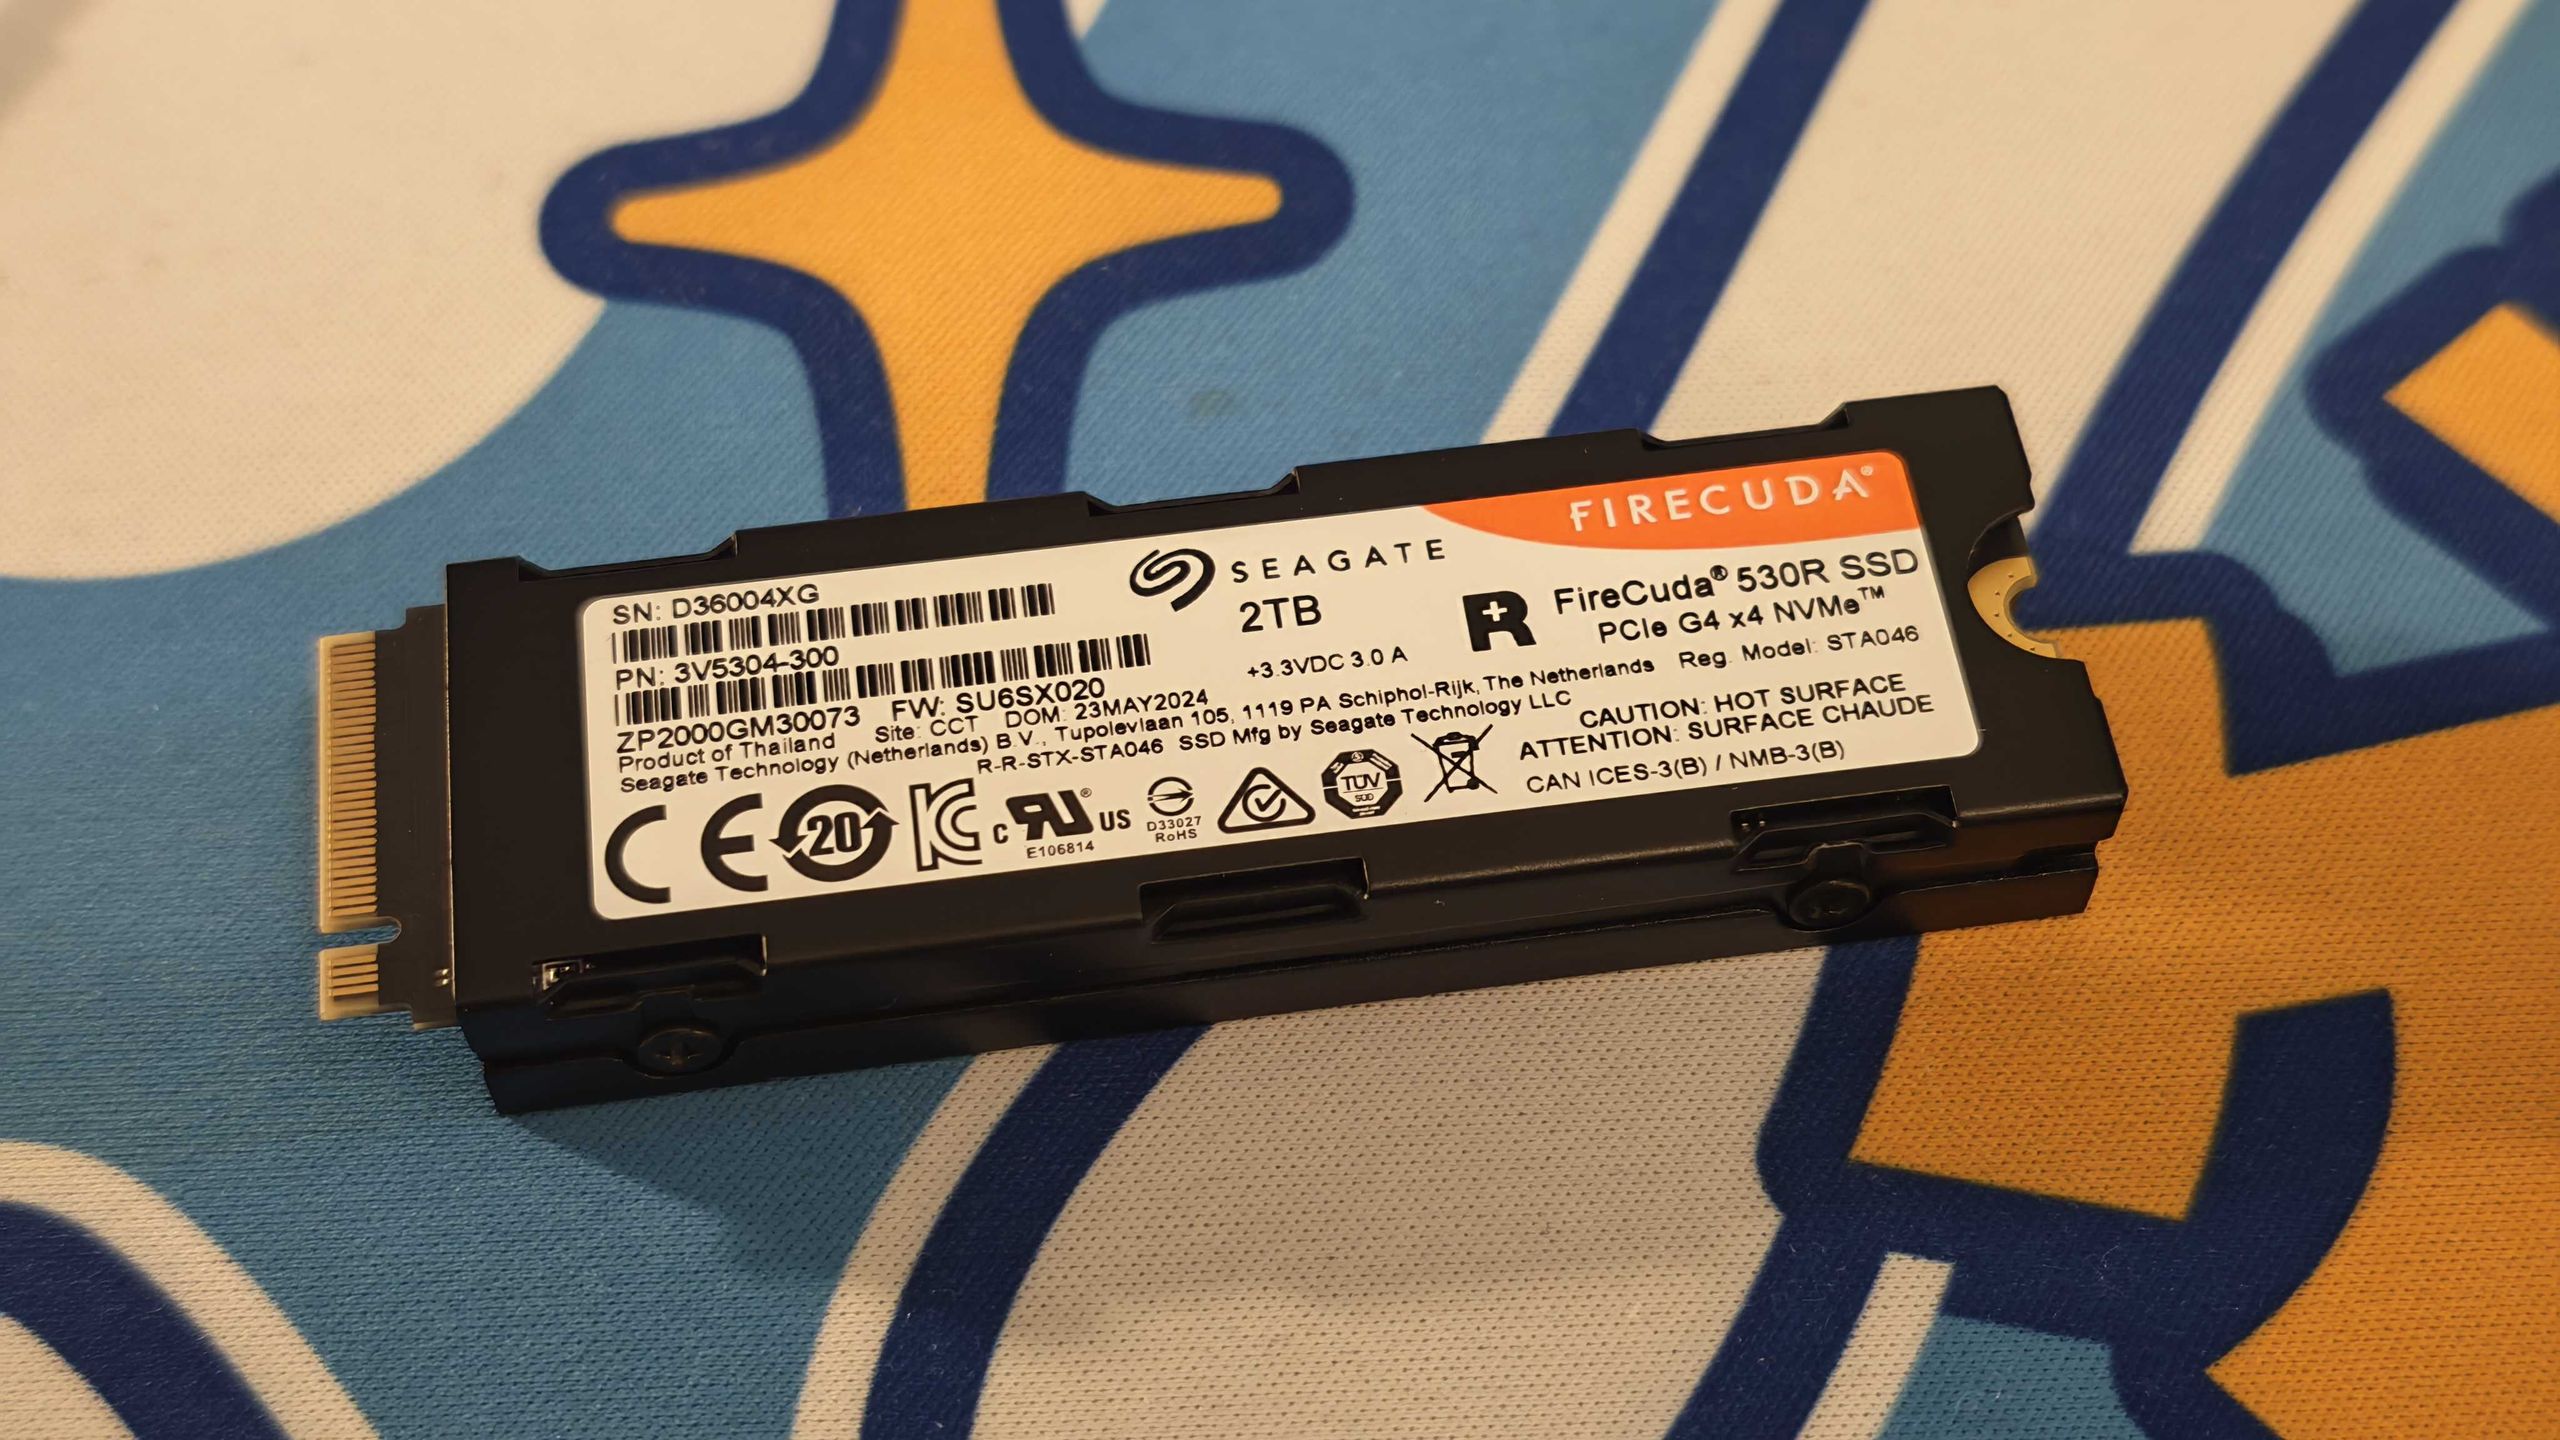 FIRECUDA®
SEAGATE
2TB
+3.3VDC 3.0 A
R+
FireCuda® 530R SSD
PCIe G4 x4 NVMe™
Reg. Model: STA046
SN: D36004XG
PN: 3V5304-300
ZP2000GM30073 FW: SU6SX020
Product of Thailand Site: CCT DOM: 23MAY2024
Seagate Technology (Netherlands) B.V., Tupolevlaan 105, 1119 PA Schiphol-Rijk, The Netherlands
R-R-STX-STA046 SSD Mfg by Seagate Technology LLC
CAUTION: HOT SURFACE
ATTENTION: SURFACE CHAUDE
CAN ICES-3(B) / NMB-3(B)
CE
20
KC
c RU® US
E106814
D33027
RoHS
TÜV
SÜD